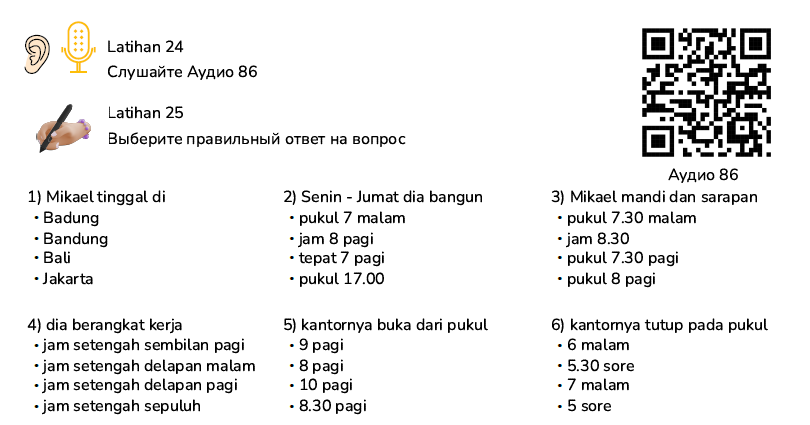 Latihan 24
Слушайте Аудио 86
Latihan 25
Выберите правильный ответ на вопрос
Аудио 86
1) Mikael tinggal di
• Badung
• Bandung
• Bali
• Jakarta
2) Senin - Jumat dia bangun
• pukul 7 malam
• jam 8 pagi
• tepat 7 pagi
• pukul 17.00
3) Mikael mandi dan sarapan
• pukul 7.30 malam
• jam 8.30
• pukul 7.30 pagi
• pukul 8 pagi
4) dia berangkat kerja
• jam setengah sembilan pagi
• jam setengah delapan malam
• jam setengah delapan pagi
• jam setengah sepuluh
5) kantornya buka dari pukul
• 9 pagi
• 8 pagi
• 10 pagi
• 8.30 pagi
6) kantornya tutup pada pukul
• 6 malam
• 5.30 sore
• 7 malam
• 5 sore